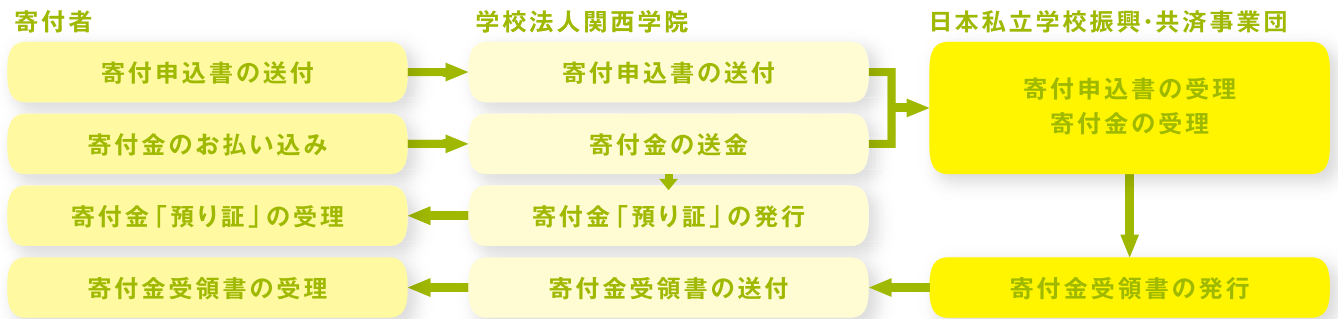 寄付者
学校法人関西学院
日本私立学校振興・共済事業団
寄付申込書の送付
寄付申込書の送付
寄付申込書の受理
寄付金の受理
寄付金のお払い込み
寄付金の送金
寄付金「預り証」の受理
寄付金「預り証」の発行
寄付金受領書の受理
寄付金受領書の送付
寄付金受領書の発行